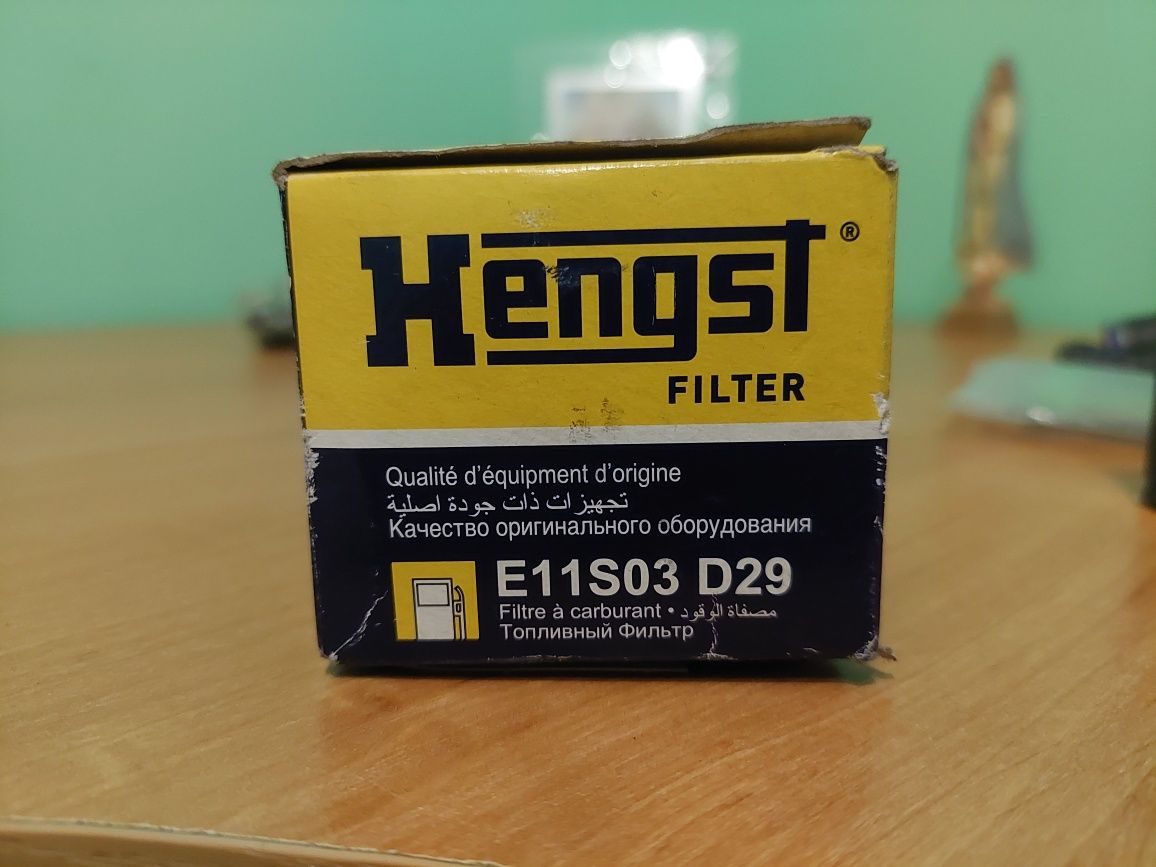 Hengst®
FILTER
Qualité d'équipment d'origine
تجهيزات ذات جودة اصلية
Качество оригинального оборудования
E11S03 D29
Filtre à carburant • مصفاة الوقود
Топливный Фильтр